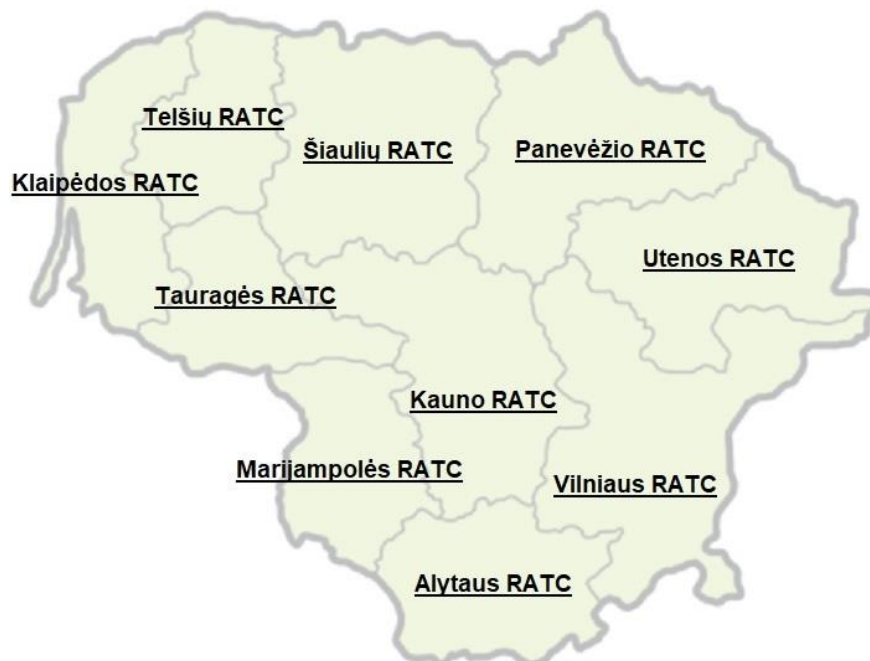 Telšių RATC
Šiaulių RATC
Panevėžio RATC
Klaipėdos RATC
Utenos RATC
Tauragės RATC
Kauno RATC
Marijampolės RATC
Vilniaus RATC
Alytaus RATC